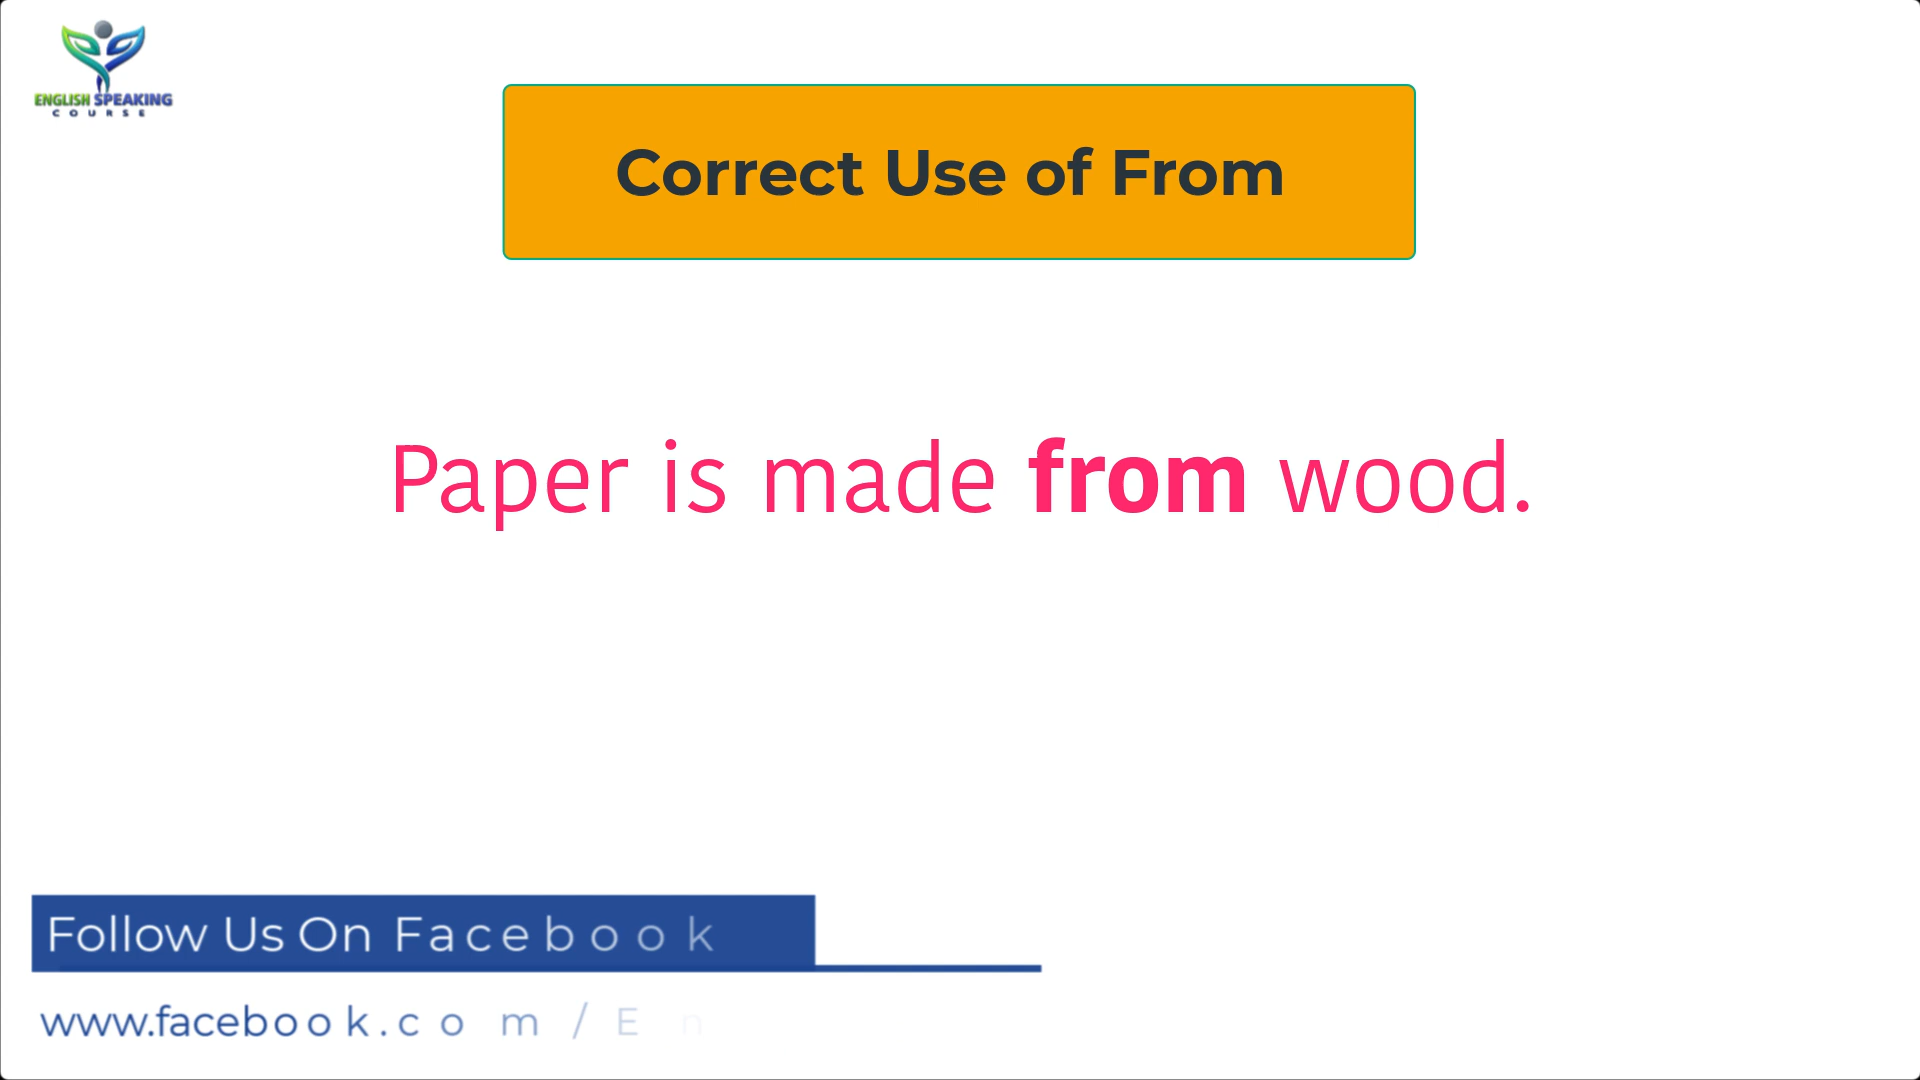 ENGLISH SPEAKING
COURSE
Correct Use of From
Paper is made from wood.
Follow Us On Facebook
www.facebook.com/En